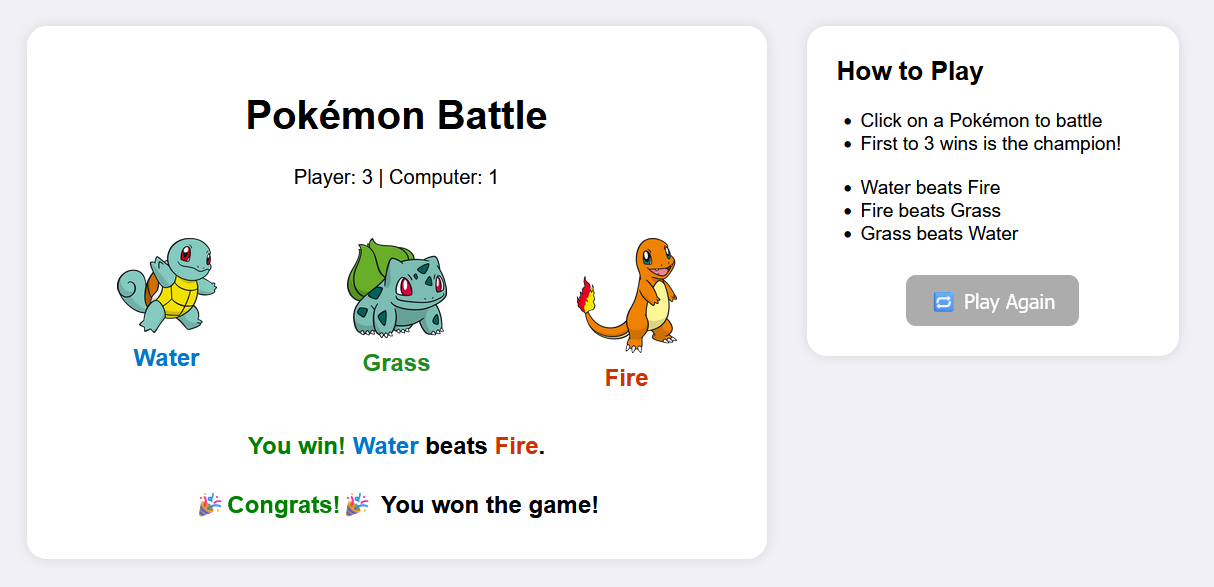 Pokémon Battle
Player: 3 | Computer: 1
Water
Grass
Fire
You win! Water beats Fire.
🎉 Congrats! 🎉 You won the game!
How to Play
• Click on a Pokémon to battle
• First to 3 wins is the champion!
• Water beats Fire
• Fire beats Grass
• Grass beats Water
🔁 Play Again